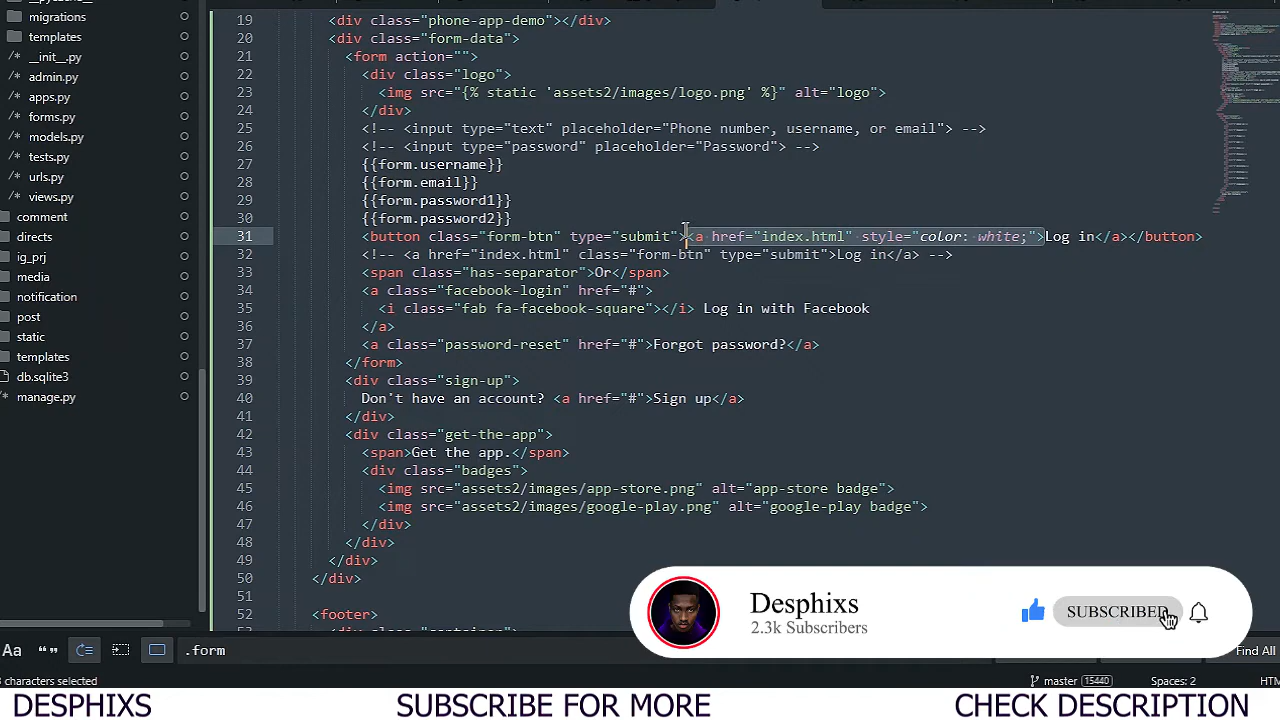 migrations
templates
__init__.py
admin.py
apps.py
forms.py
models.py
tests.py
urls.py
views.py
comment
directs
ig_prj
media
notification
post
static
templates
db.sqlite3
manage.py
19 <div class="phone-app-demo"></div>
20 <div class="form-data">
21 <form action="">
22 <div class="logo">
23 <img src="{% static 'assets2/images/logo.png' %}" alt="logo">
24 </div>
25 <!-- <input type="text" placeholder="Phone number, username, or email"> -->
26 <!-- <input type="password" placeholder="Password"> -->
27 {{form.username}}
28 {{form.email}}
29 {{form.password1}}
30 {{form.password2}}
31 <button class="form-btn" type="submit"><a href="index.html" style="color: white;">Log in</a></button>
32 <!-- <a href="index.html" class="form-btn" type="submit">Log in</a> -->
33 <span class="has-separator">Or</span>
34 <a class="facebook-login" href="#">
35 <i class="fab fa-facebook-square"></i> Log in with Facebook
36 </a>
37 <a class="password-reset" href="#">Forgot password?</a>
38 </form>
39 <div class="sign-up">
40 Don't have an account? <a href="#">Sign up</a>
41 </div>
42 <div class="get-the-app">
43 <span>Get the app.</span>
44 <div class="badges">
45 <img src="assets2/images/app-store.png" alt="app-store badge">
46 <img src="assets2/images/google-play.png" alt="google-play badge">
47 </div>
48 </div>
49 </div>
50 </div>
51
52 <footer>
Desphixs
2.3k Subscribers
SUBSCRIBED
Aa
.form
Find All
characters selected
master 15440
Spaces: 2
DESPHIXS
SUBSCRIBE FOR MORE
CHECK DESCRIPTION